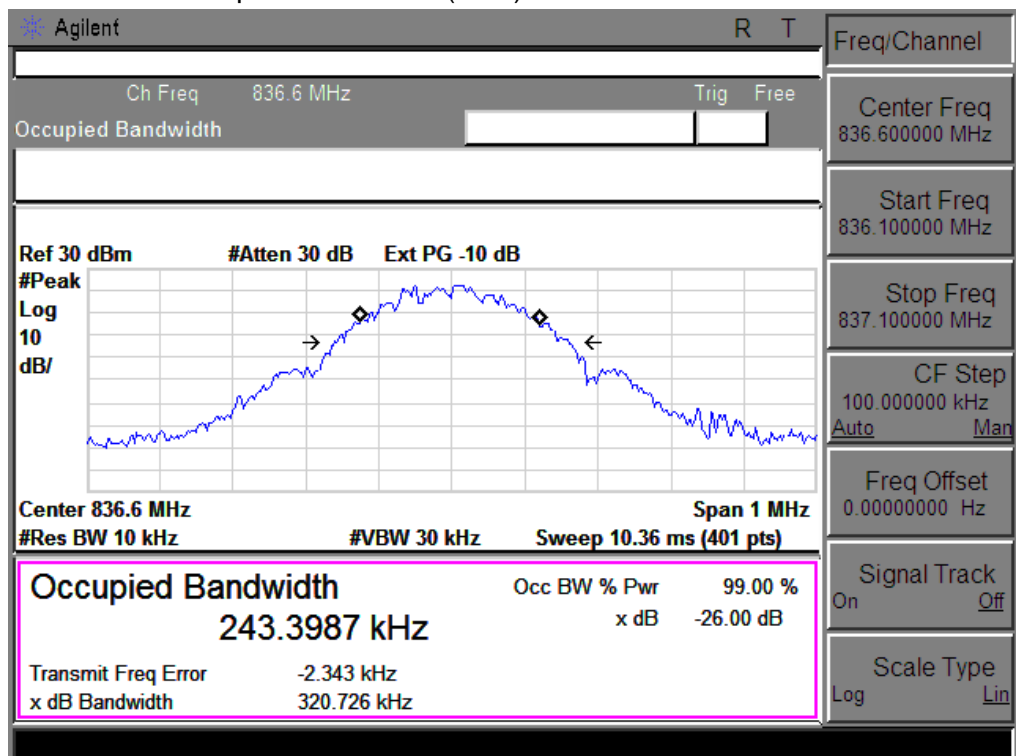 Agilent R T
Ch Freq 836.6 MHz Trig Free
Occupied Bandwidth
Ref 30 dBm #Atten 30 dB Ext PG -10 dB
#Peak
Log
10
dB/
Center 836.6 MHz Span 1 MHz
#Res BW 10 kHz #VBW 30 kHz Sweep 10.36 ms (401 pts)
Occupied Bandwidth
243.3987 kHz
Occ BW % Pwr 99.00 %
x dB -26.00 dB
Transmit Freq Error -2.343 kHz
x dB Bandwidth 320.726 kHz
Freq/Channel
Center Freq
836.600000 MHz
Start Freq
836.100000 MHz
Stop Freq
837.100000 MHz
CF Step
100.000000 kHz
Auto Man
Freq Offset
0.00000000 Hz
Signal Track
On Off
Scale Type
Log Lin